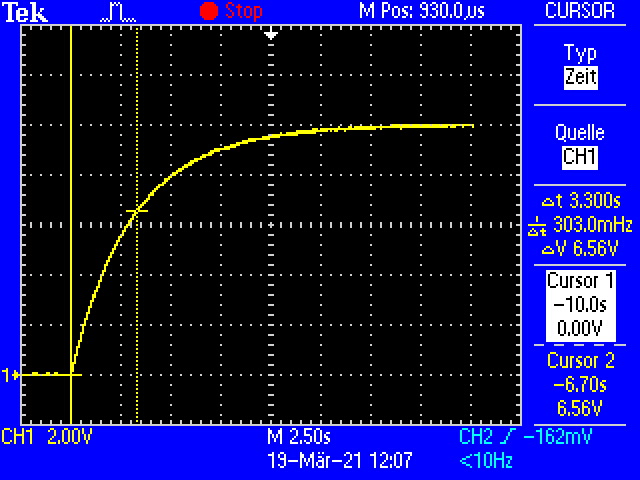 Tek Stop M Pos: 930.0µs CURSOR
Typ
Zeit
Quelle
CH1
Δt 3.300s
1/Δt 303.0mHz
ΔV 6.56V
Cursor 1
-10.0s
0.00V
Cursor 2
-6.70s
6.56V
1
CH1 2.00V M 2.50s CH2 -162mV
19-Mär-21 12:07 <10Hz